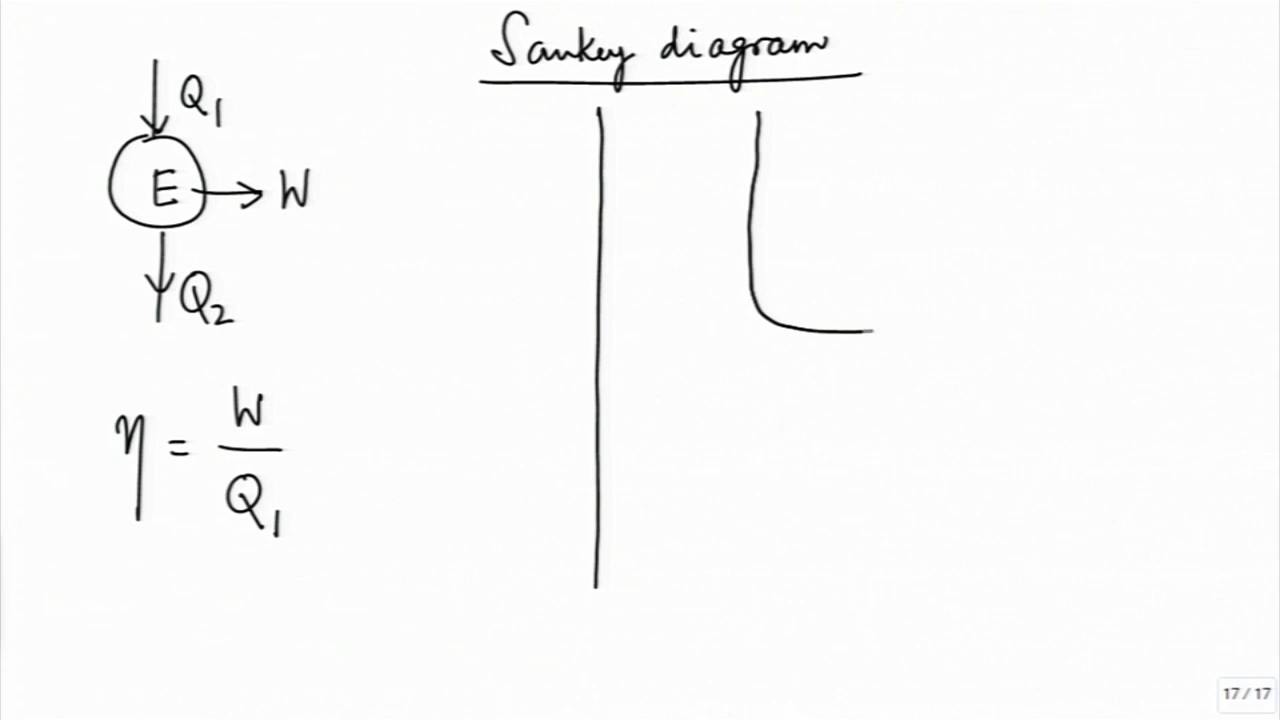 Sankey diagram
Q1
E
W
Q2
η = W
Q1
17 / 17